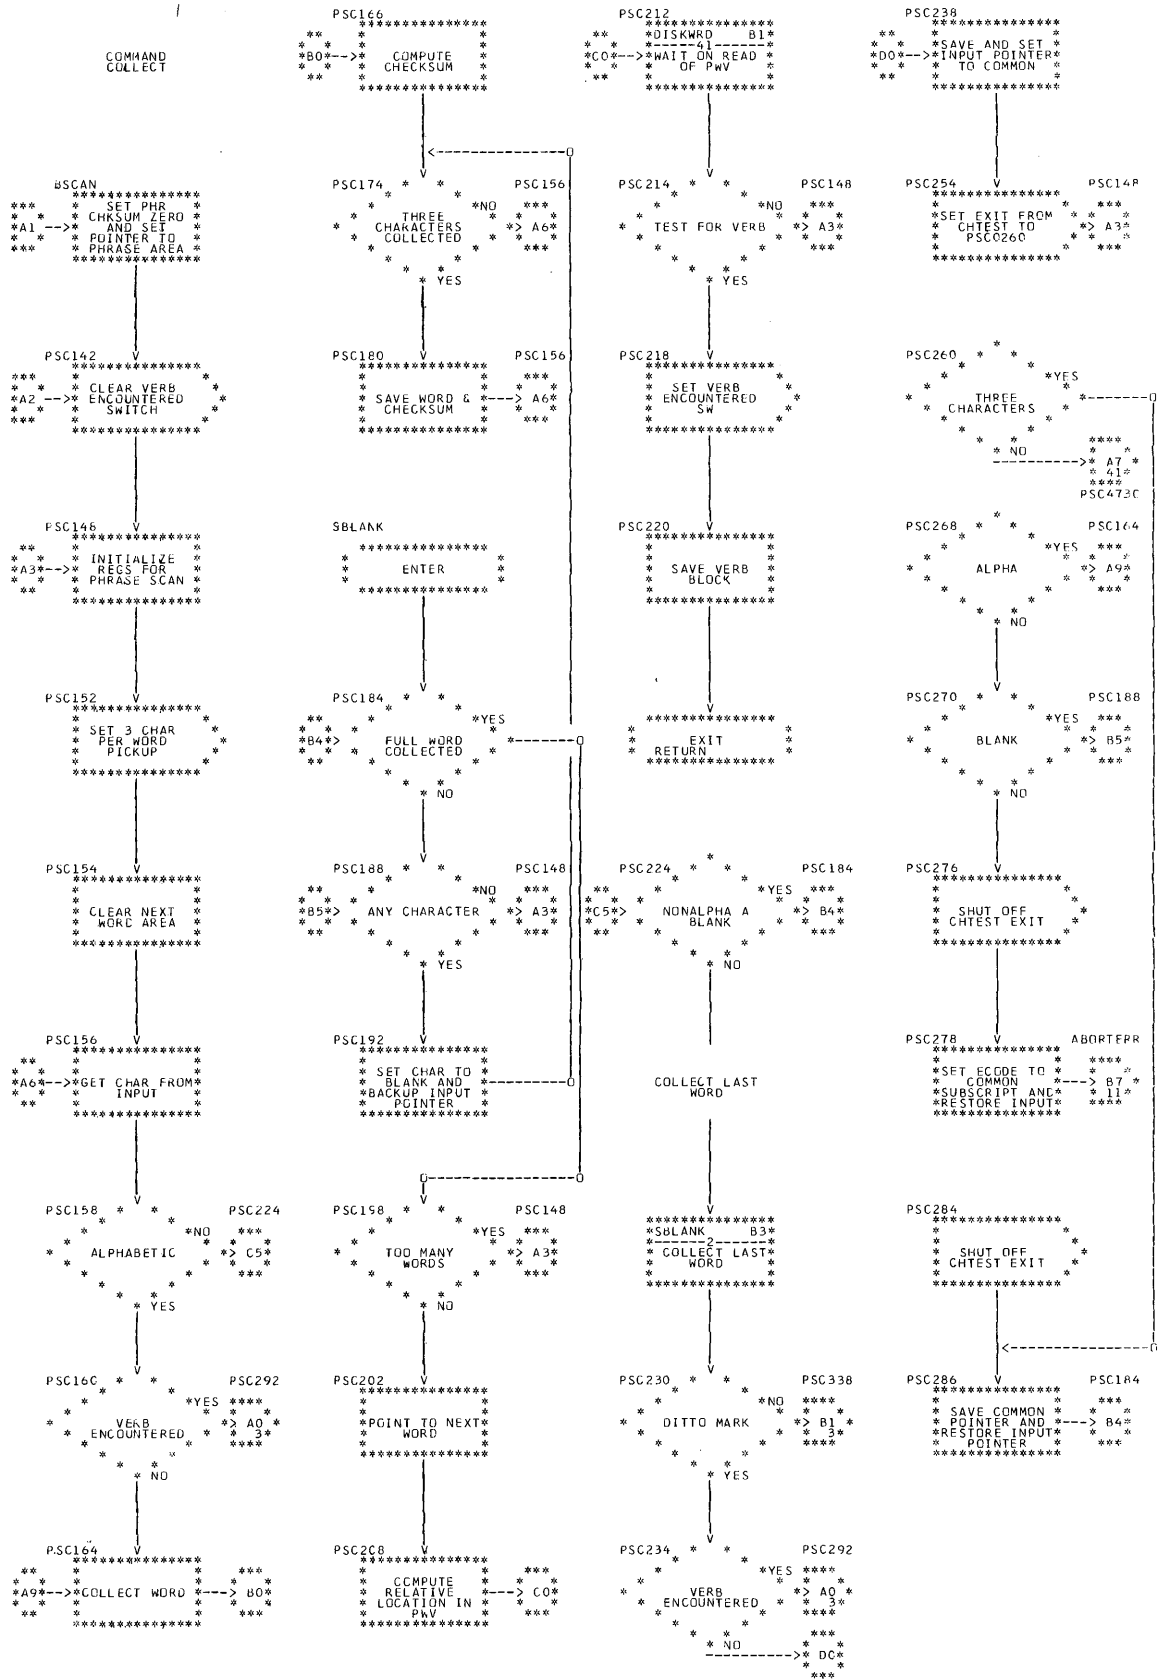 COMMAND
COLLECT
BSCAN
A1
SET PHR
CHKSUM ZERO
AND SET
POINTER TO
PHRASE AREA
PSC142
A2
CLEAR VERB
ENCOUNTERED
SWITCH
PSC148
A3
INITIALIZE
REGS FOR
PHRASE SCAN
PSC152
SET 3 CHAR
PER WORD
PICKUP
PSC154
CLEAR NEXT
WORD AREA
PSC156
A6
GET CHAR FROM
INPUT
PSC158
ALPHABETIC
NO
PSC224
C5
YES
PSC160
VERB
ENCOUNTERED
YES
PSC292
A0
3
NO
PSC164
A9
COLLECT WORD
B0
PSC166
B0
COMPUTE
CHECKSUM
PSC174
THREE
CHARACTERS
COLLECTED
NO
PSC156
A6
YES
PSC180
SAVE WORD &
CHECKSUM
PSC156
A6
SBLANK
ENTER
PSC184
B4
FULL WORD
COLLECTED
YES
NO
PSC188
B5
ANY CHARACTER
NO
PSC148
A3
YES
PSC192
SET CHAR TO
BLANK AND
BACKUP INPUT
POINTER
PSC198
TOO MANY
WORDS
YES
PSC148
A3
NO
PSC202
POINT TO NEXT
WORD
PSC208
COMPUTE
RELATIVE
LOCATION IN
PWV
C0
PSC212
C0
DISKWRD B1
41
WAIT ON READ
OF PWV
PSC214
TEST FOR VERB
NO
PSC148
A3
YES
PSC218
SET VERB
ENCOUNTERED
SW
PSC220
SAVE VERB
BLOCK
EXIT
RETURN
PSC224
C5
NONALPHA A
BLANK
YES
PSC184
B4
NO
COLLECT LAST
WORD
SBLANK B3
2
COLLECT LAST
WORD
PSC230
DITTO MARK
NO
PSC338
B1
3
YES
PSC234
VERB
ENCOUNTERED
YES
PSC292
A0
3
NO
D0
PSC238
D0
SAVE AND SET
INPUT POINTER
TO COMMON
PSC254
SET EXIT FROM
CHTEST TO
PSC0260
PSC148
A3
PSC260
THREE
CHARACTERS
YES
NO
A7
41
PSC473C
PSC268
ALPHA
YES
PSC164
A9
NO
PSC270
BLANK
YES
PSC188
B5
NO
PSC276
SHUT OFF
CHTEST EXIT
PSC278
SET ECODE TO
COMMON
SUBSCRIPT AND
RESTORE INPUT
ABORTERR
B7
11
PSC284
SHUT OFF
CHTEST EXIT
PSC286
SAVE COMMON
POINTER AND
RESTORE INPUT
POINTER
PSC184
B4